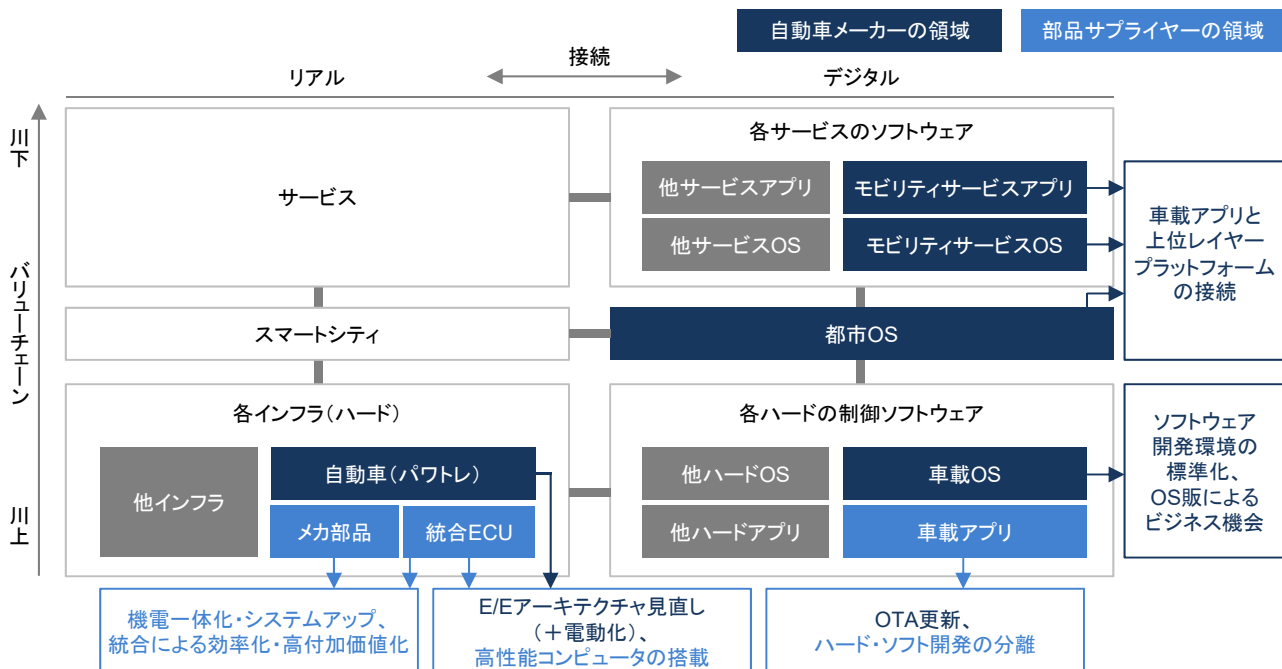 自動車メーカーの領域
部品サプライヤーの領域
接続
リアル
デジタル
川下
バリューチェーン
川上
サービス
各サービスのソフトウェア
他サービスアプリ
モビリティサービスアプリ
他サービスOS
モビリティサービスOS
車載アプリと
上位レイヤー
プラットフォーム
の接続
スマートシティ
都市OS
各インフラ(ハード)
他インフラ
自動車(パワトレ)
メカ部品
統合ECU
各ハードの制御ソフトウェア
他ハードOS
車載OS
他ハードアプリ
車載アプリ
ソフトウェア
開発環境の
標準化、
OS販による
ビジネス機会
機電一体化・システムアップ、
統合による効率化・高付加価値化
E/Eアーキテクチャ見直し
(+電動化)、
高性能コンピュータの搭載
OTA更新、
ハード・ソフト開発の分離